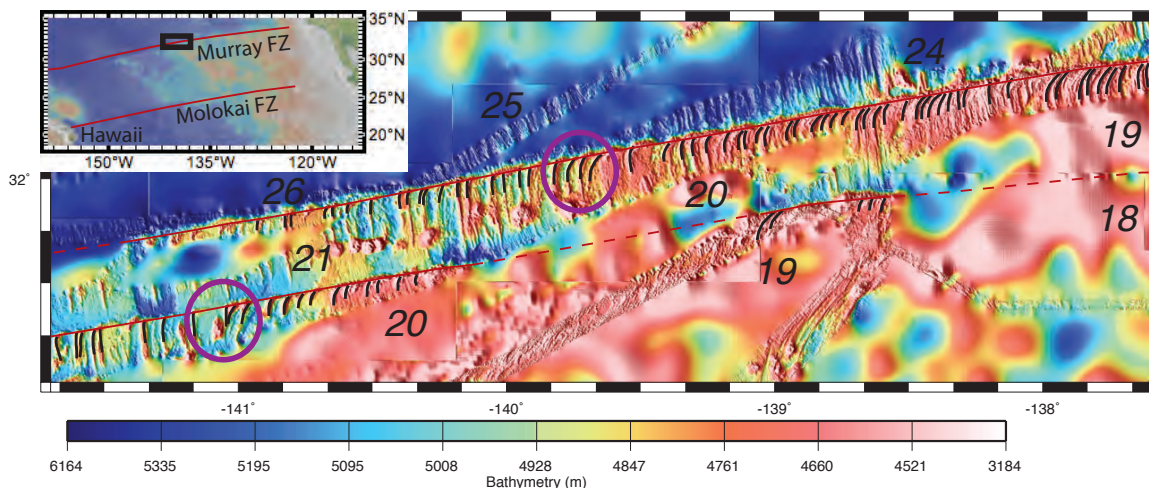 35°N
30°N
25°N
20°N
Murray FZ
Molokai FZ
Hawaii
150°W 135°W 120°W
32˚
24
25
19
26
20
18
21
19
20
-141˚ -140˚ -139˚ -138˚
6164 5335 5195 5095 5008 4928 4847 4761 4660 4521 3184
Bathymetry (m)